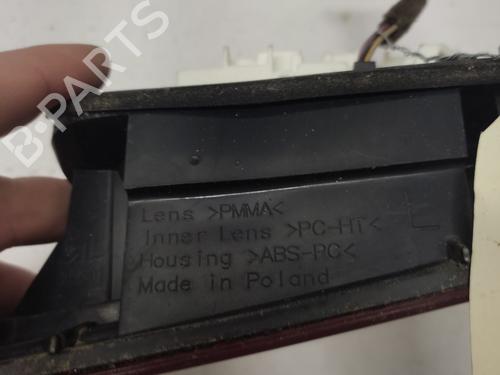 B-PARTS
Lens >PMMA<
Inner Lens >PC-HT<
Housing >ABS-PC<
Made in Poland
L